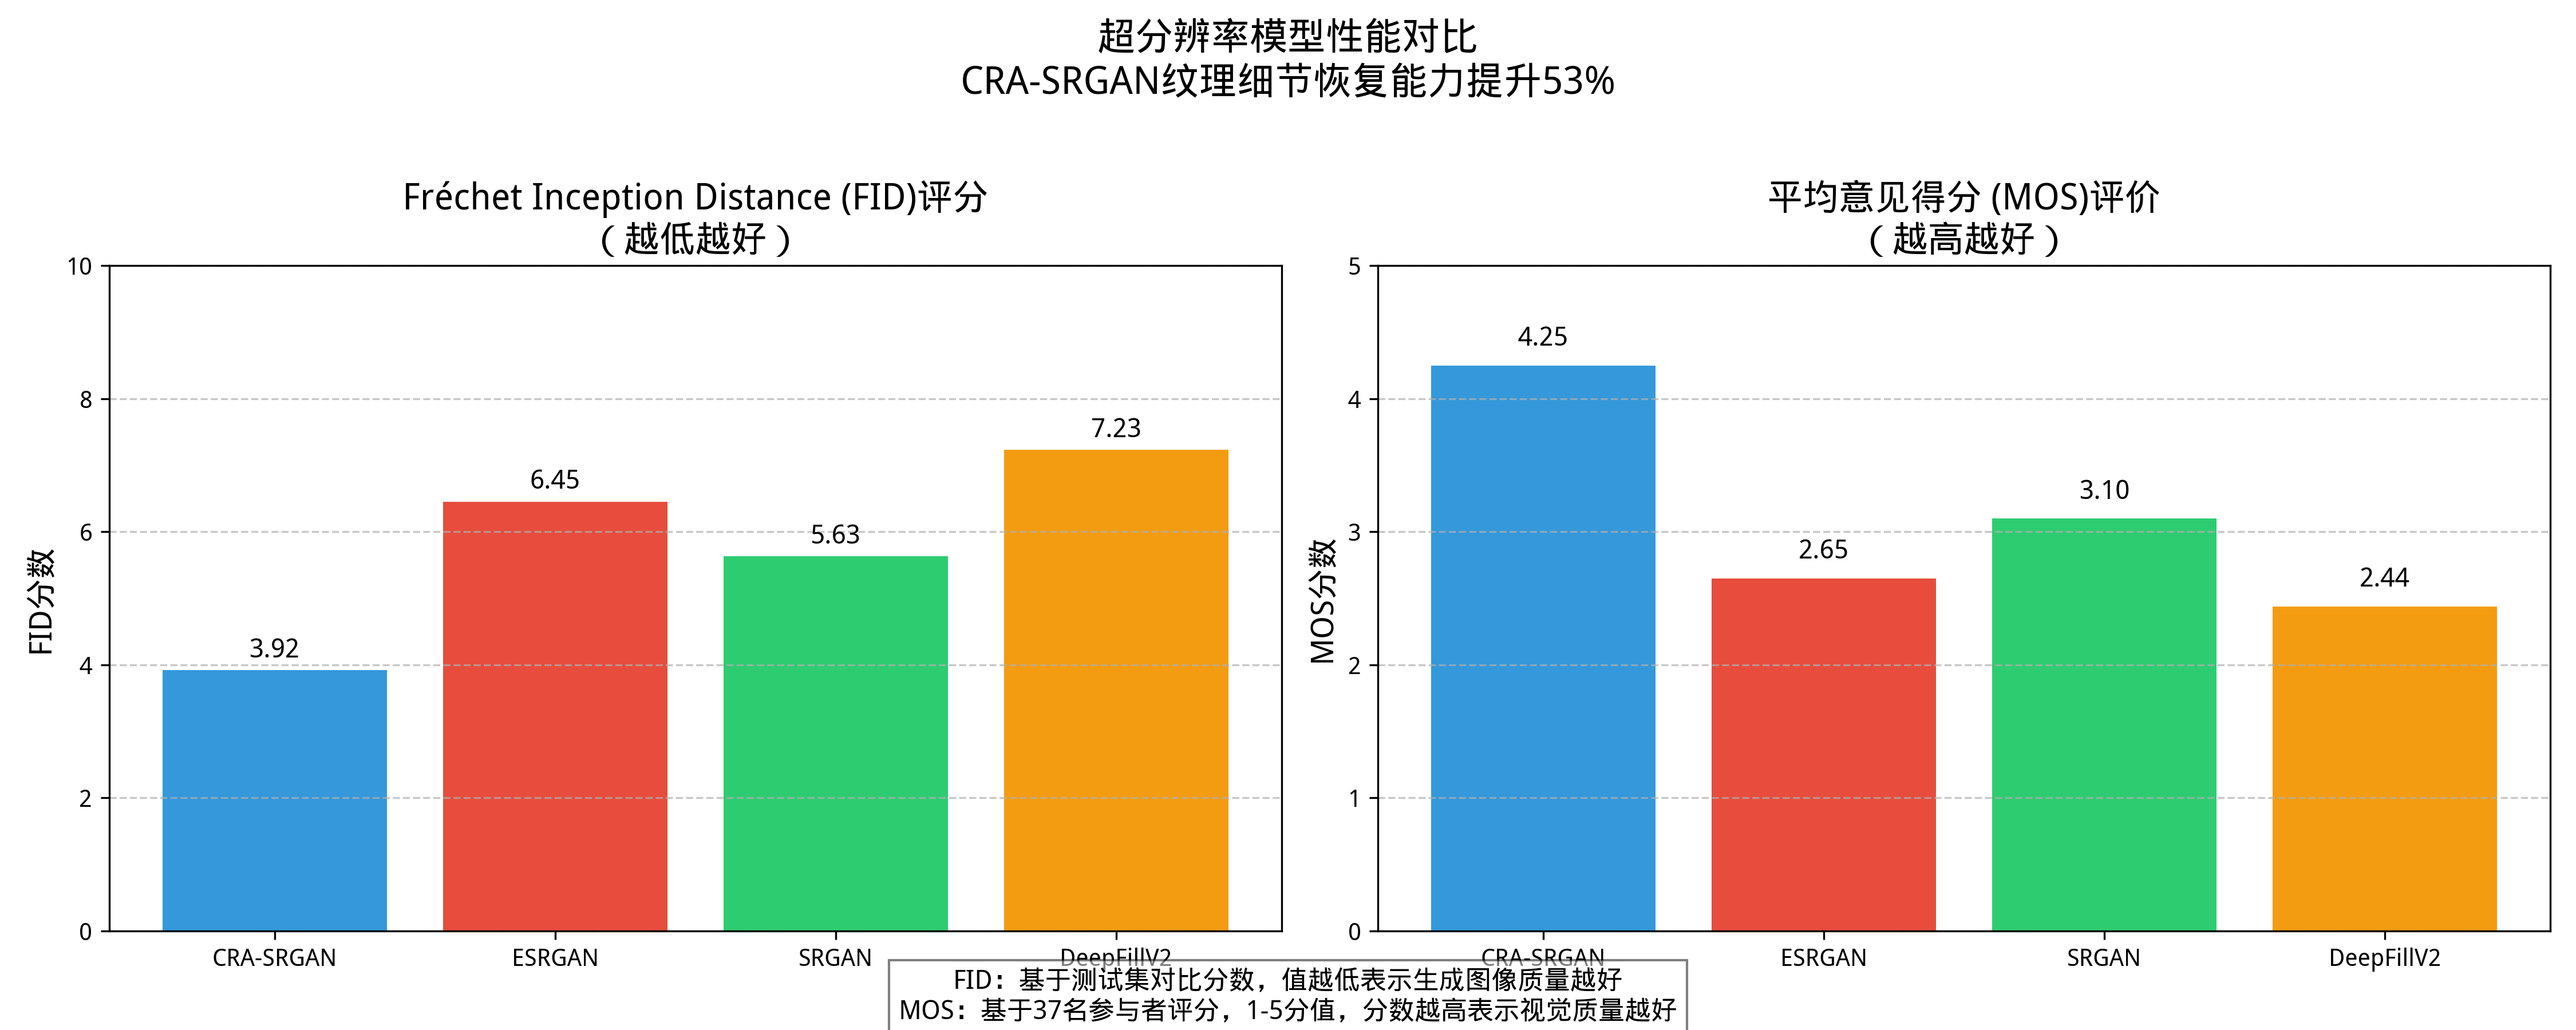 超分辨率模型性能对比
CRA-SRGAN纹理细节恢复能力提升53%
Fréchet Inception Distance (FID)评分
（越低越好）
10
8
6
4
2
0
FID分数
3.92
6.45
5.63
7.23
CRA-SRGAN
ESRGAN
SRGAN
DeepFillV2
平均意见得分 (MOS)评价
（越高越好）
5
4
3
2
1
0
MOS分数
4.25
2.65
3.10
2.44
CRA-SRGAN
ESRGAN
SRGAN
DeepFillV2
FID：基于测试集对比分数，值越低表示生成图像质量越好
MOS：基于37名参与者评分，1-5分值，分数越高表示视觉质量越好